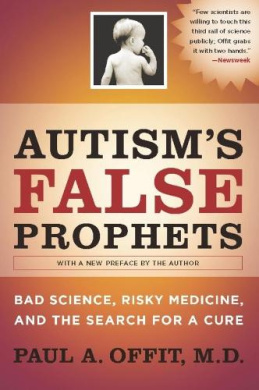 "Few scientists are
willing to touch this
third rail of science
publicly; Offit grabs
it with two hands."
—Newsweek
AUTISM'S
FALSE
PROPHETS
WITH A NEW PREFACE BY THE AUTHOR
BAD SCIENCE, RISKY MEDICINE,
AND THE SEARCH FOR A CURE
PAUL A. OFFIT, M.D.